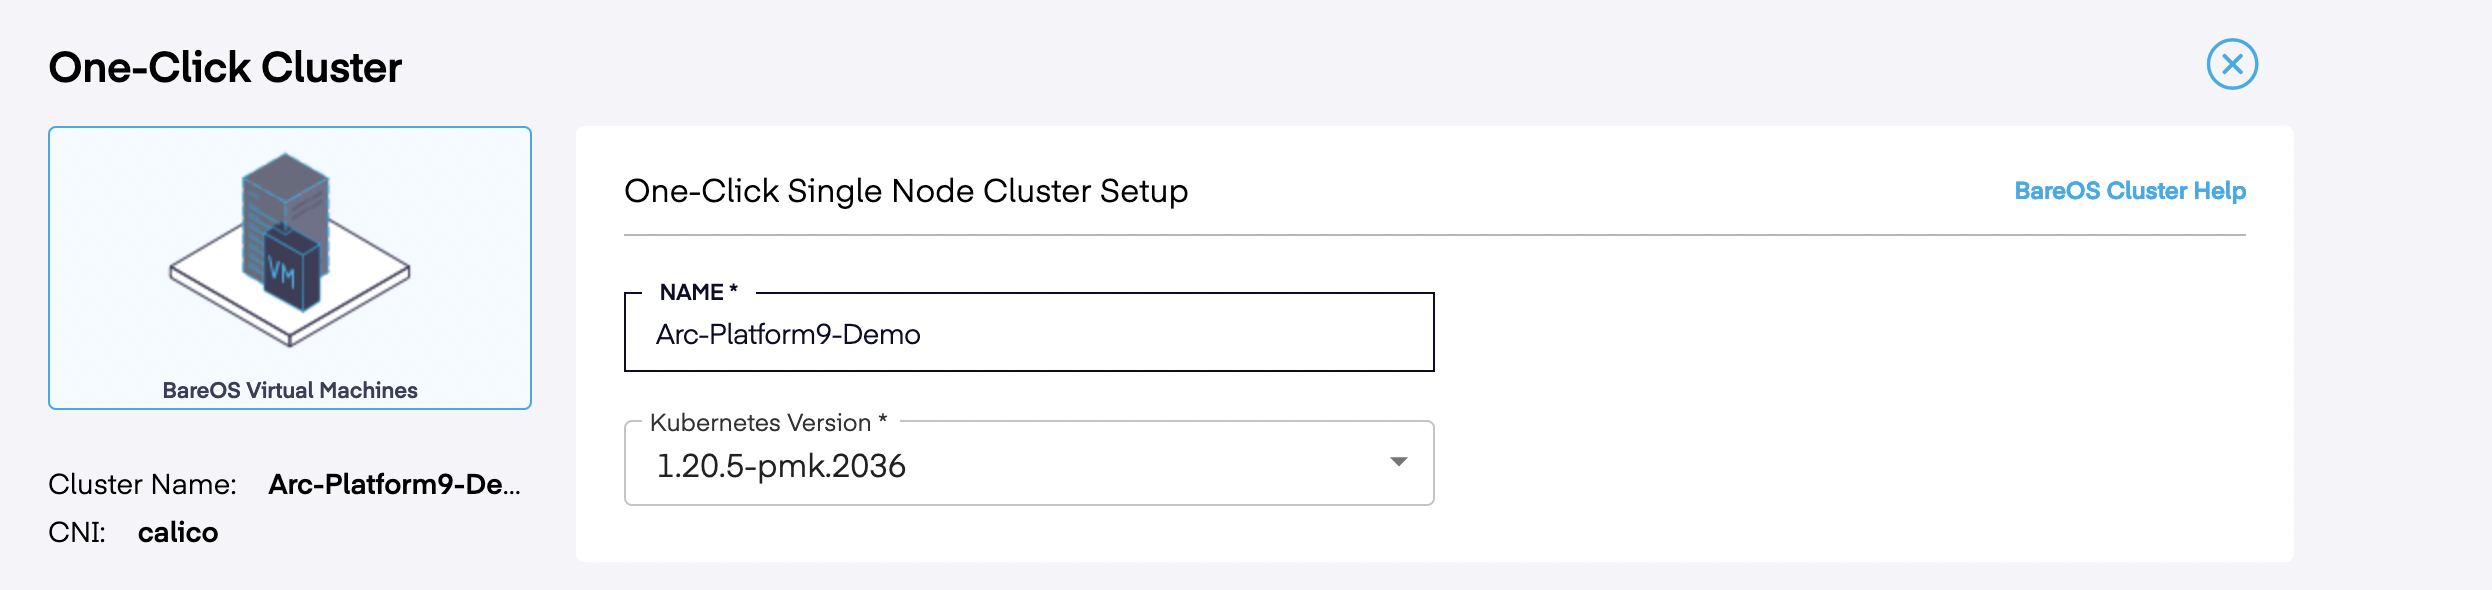 One-Click Cluster
VM
BareOS Virtual Machines
Cluster Name: Arc-Platform9-De...
CNI: calico
One-Click Single Node Cluster Setup
BareOS Cluster Help
NAME *
Arc-Platform9-Demo
Kubernetes Version *
1.20.5-pmk.2036